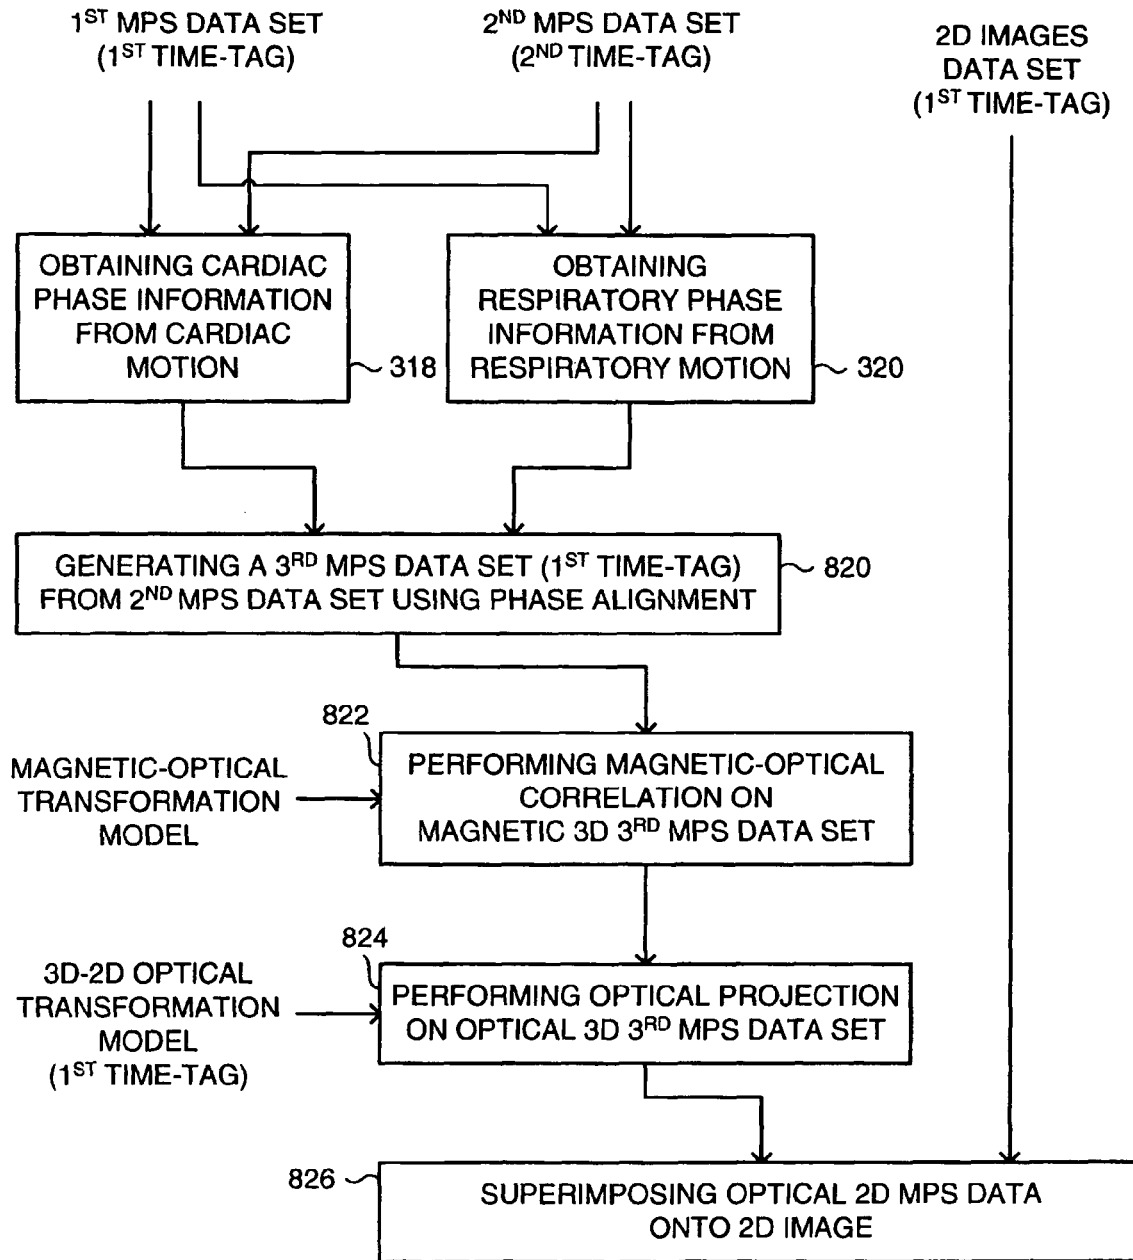 1ST MPS DATA SET
(1ST TIME-TAG)
2ND MPS DATA SET
(2ND TIME-TAG)
2D IMAGES
DATA SET
(1ST TIME-TAG)
OBTAINING CARDIAC
PHASE INFORMATION
FROM CARDIAC
MOTION
318
OBTAINING
RESPIRATORY PHASE
INFORMATION FROM
RESPIRATORY MOTION
320
GENERATING A 3RD MPS DATA SET (1ST TIME-TAG)
FROM 2ND MPS DATA SET USING PHASE ALIGNMENT
820
822
MAGNETIC-OPTICAL
TRANSFORMATION
MODEL
PERFORMING MAGNETIC-OPTICAL
CORRELATION ON
MAGNETIC 3D 3RD MPS DATA SET
824
3D-2D OPTICAL
TRANSFORMATION
MODEL
(1ST TIME-TAG)
PERFORMING OPTICAL PROJECTION
ON OPTICAL 3D 3RD MPS DATA SET
826
SUPERIMPOSING OPTICAL 2D MPS DATA
ONTO 2D IMAGE